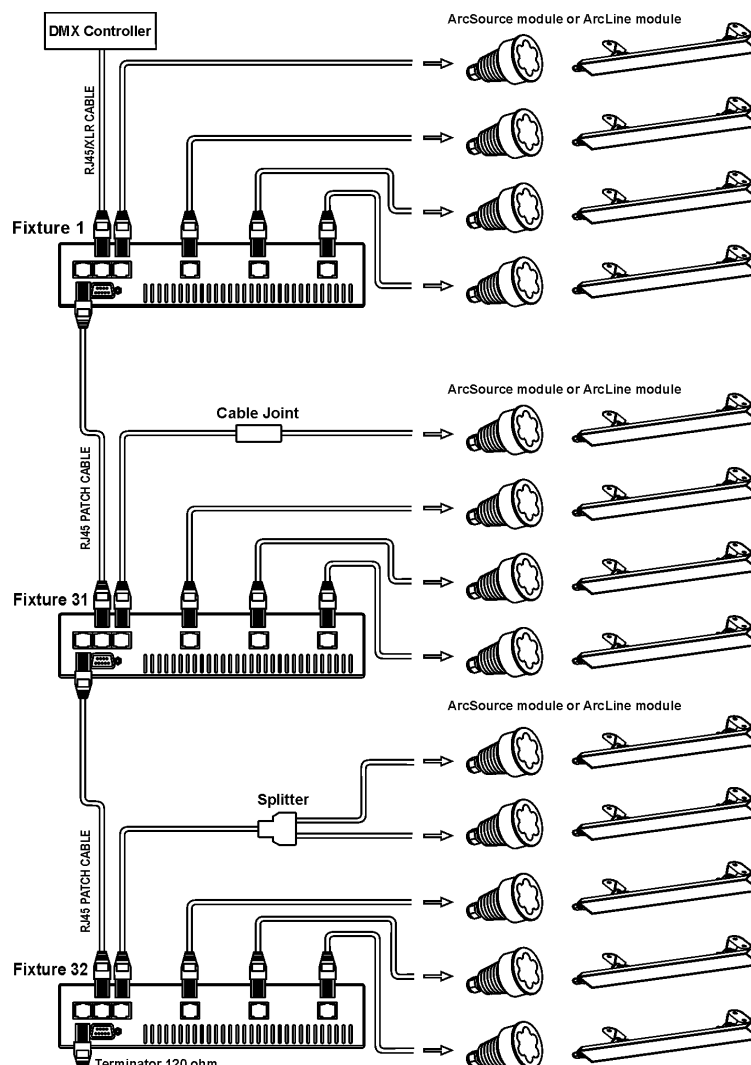 DMX Controller
ArcSource module or ArcLine module
RJ45/XLR CABLE
Fixture 1
ArcSource module or ArcLine module
Cable Joint
RJ45 PATCH CABLE
Fixture 31
ArcSource module or ArcLine module
Splitter
RJ45 PATCH CABLE
Fixture 32
Terminator 120 ohm